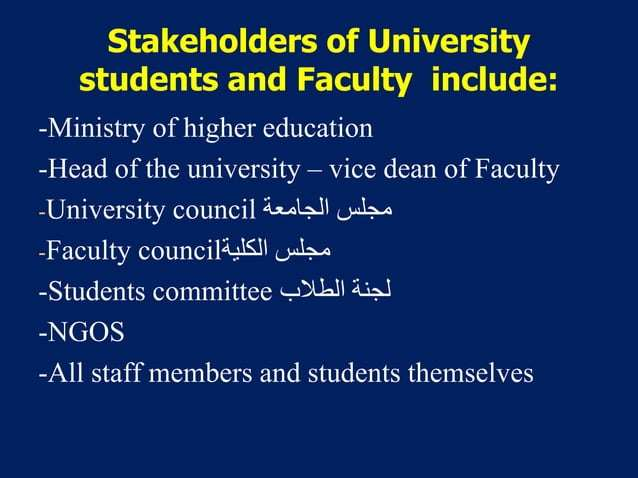 Stakeholders of University
students and Faculty  include:
-Ministry of higher education
-Head of the university – vice dean of Faculty
-University council مجلس الجامعة
-Faculty councilمجلس الكلية
-Students committee لجنة الطلاب
-NGOS
-All staff members and students themselves